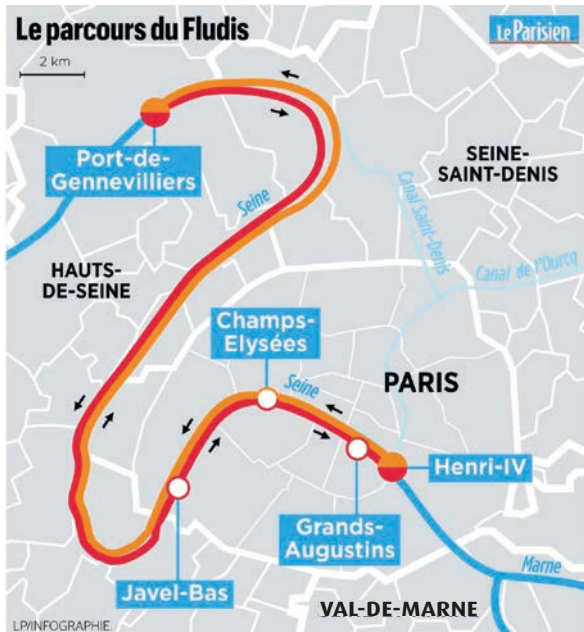 Le parcours du Fludis
Le Parisien
2 km
Port-de-
Gennevilliers
SEINE-
SAINT-DENIS
Seine
Canal Saint-Denis
Canal de l'Ourcq
HAUTS-
DE-SEINE
Champs-
Elysées
Seine
PARIS
Henri-IV
Grands-
Augustins
Javel-Bas
Marne
VAL-DE-MARNE
LP/INFOGRAPHIE.